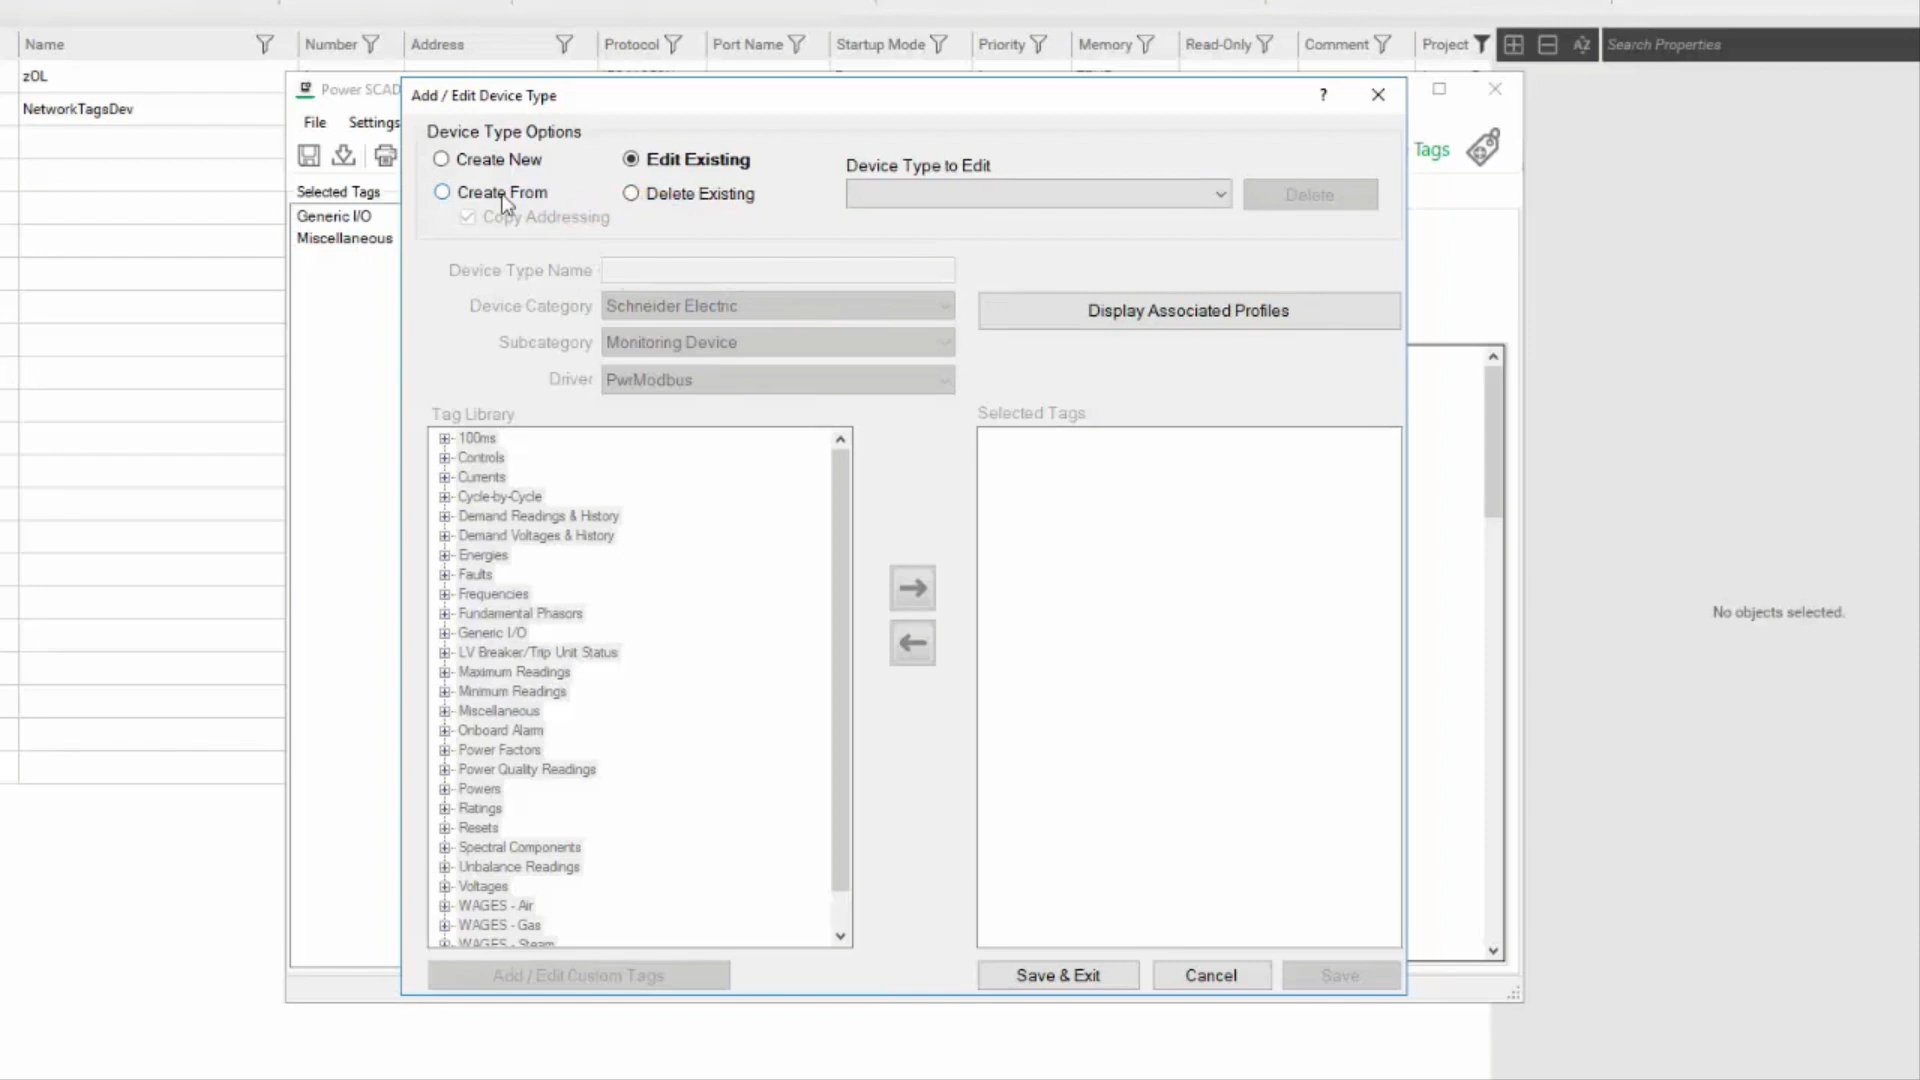 Name
Number
Address
Protocol
Port Name
Startup Mode
Priority
Memory
Read-Only
Comment
Project
Search Properties
zOL
NetworkTagsDev
Power SCAD
File
Settings
Selected Tags
Generic I/O
Miscellaneous
Tags
Add / Edit Device Type
?
Device Type Options
Create New
Edit Existing
Create From
Delete Existing
Copy Addressing
Device Type to Edit
Delete
Device Type Name
Device Category
Schneider Electric
Display Associated Profiles
Subcategory
Monitoring Device
Driver
PwrModbus
Tag Library
Selected Tags
100ms
Controls
Currents
Cycle-by-Cycle
Demand Readings & History
Demand Voltages & History
Energies
Faults
Frequencies
Fundamental Phasors
Generic I/O
LV Breaker/Trip Unit Status
Maximum Readings
Minimum Readings
Miscellaneous
Onboard Alarm
Power Factors
Power Quality Readings
Powers
Ratings
Resets
Spectral Components
Unbalance Readings
Voltages
WAGES - Air
WAGES - Gas
WAGES - Steam
Add / Edit Custom Tags
Save & Exit
Cancel
Save
No objects selected.